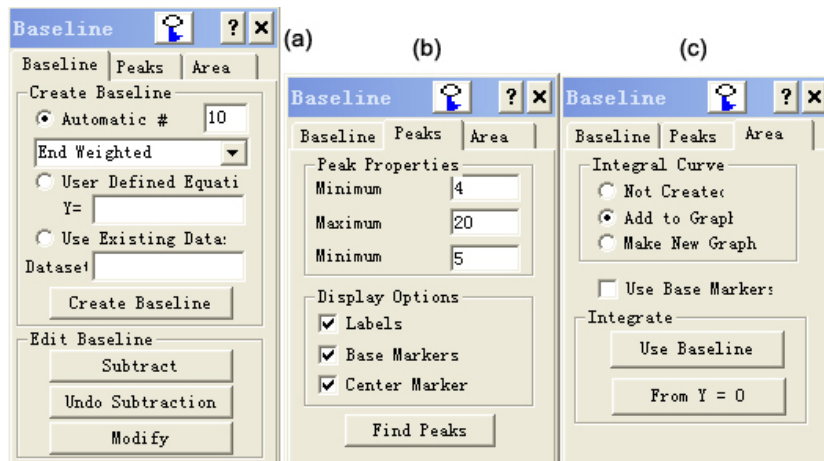 Baseline ? ×
(a)
Baseline Peaks Area
Create Baseline
Automatic # 10
End Weighted
User Defined Equati
Y=
Use Existing Data:
Dataset
Create Baseline
Edit Baseline
Subtract
Undo Subtraction
Modify
(b)
Baseline ? ×
Baseline Peaks Area
Peak Properties
Minimum 4
Maximum 20
Minimum 5
Display Options
Labels
Base Markers
Center Marker
Find Peaks
(c)
Baseline ? ×
Baseline Peaks Area
Integral Curve
Not Created
Add to Graph
Make New Graph
Use Base Markers
Integrate
Use Baseline
From Y = 0